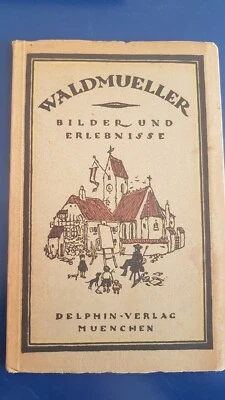 WALDMUELLER
BILDER UND
ERLEBNISSE
DELPHIN-VERLAG
MUENCHEN